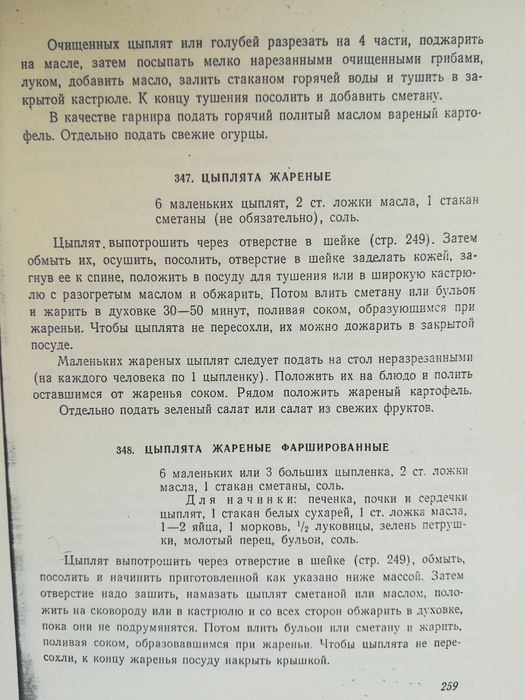 Очищенных цыплят или голубей разрезать на 4 части, поджарить
на масле, затем посыпать мелко нарезанными очищенными грибами,
луком, добавить масло, залить стаканом горячей воды и тушить в за-
крытой кастрюле. К концу тушения посолить и добавить сметану.
В качестве гарнира подать горячий политый маслом вареный карто-
фель. Отдельно подать свежие огурцы.
347. ЦЫПЛЯТА ЖАРЕНЫЕ
6 маленьких цыплят, 2 ст. ложки масла, 1 стакан
сметаны (не обязательно), соль.
Цыплят выпотрошить через отверстие в шейке (стр. 249). Затем
обмыть их, осушить, посолить, отверстие в шейке заделать кожей, за-
гнув ее к спине, положить в посуду для тушения или в широкую кастрю-
лю с разогретым маслом и обжарить. Потом влить сметану или бульон
и жарить в духовке 30—50 минут, поливая соком, образующимся при
жареньи. Чтобы цыплята не пересохли, их можно дожарить в закрытой
посуде.
Маленьких жареных цыплят следует подать на стол неразрезанными
(на каждого человека по 1 цыпленку). Положить их на блюдо и полить
оставшимся от жаренья соком. Рядом положить жареный картофель.
Отдельно подать зеленый салат или салат из свежих фруктов.
348. ЦЫПЛЯТА ЖАРЕНЫЕ ФАРШИРОВАННЫЕ
6 маленьких или 3 больших цыпленка, 2 ст. ложки
масла, 1 стакан сметаны, соль.
Для начинки: печенка, почки и сердечки
цыплят, 1 стакан белых сухарей, 1 ст. ложка масла,
1—2 яйца, 1 морковь, ½ луковицы, зелень петруш-
ки, молотый перец, бульон, соль.
Цыплят выпотрошить через отверстие в шейке (стр. 249), обмыть,
посолить и начинить приготовленной как указано ниже массой. Затем
отверстие надо зашить, намазать цыплят сметаной или маслом, поло-
жить на сковороду или в кастрюлю и со всех сторон обжарить в духовке,
пока они не подрумянятся. Потом влить бульон или сметану и жарить,
поливая соком, образовавшимся при жареньи. Чтобы цыплята не пере-
сохли, к концу жаренья посуду накрыть крышкой.
259